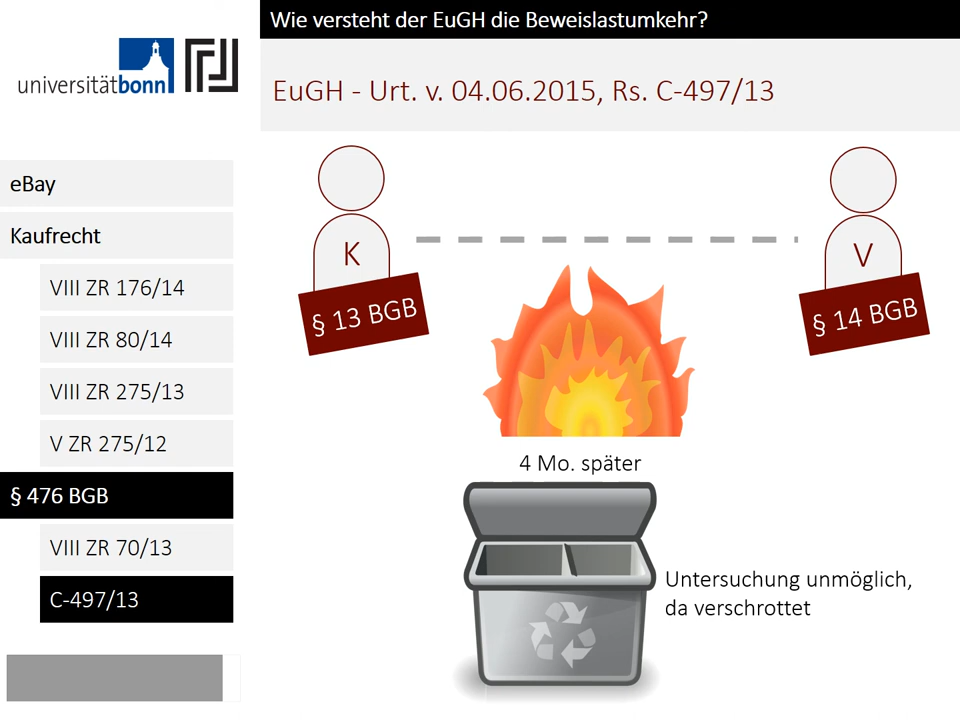 Wie versteht der EuGH die Beweislastumkehr?
universitätbonn
EuGH - Urt. v. 04.06.2015, Rs. C-497/13
eBay
Kaufrecht
VIII ZR 176/14
VIII ZR 80/14
VIII ZR 275/13
V ZR 275/12
§ 476 BGB
VIII ZR 70/13
C-497/13
K
V
§ 13 BGB
§ 14 BGB
4 Mo. später
Untersuchung unmöglich,
da verschrottet